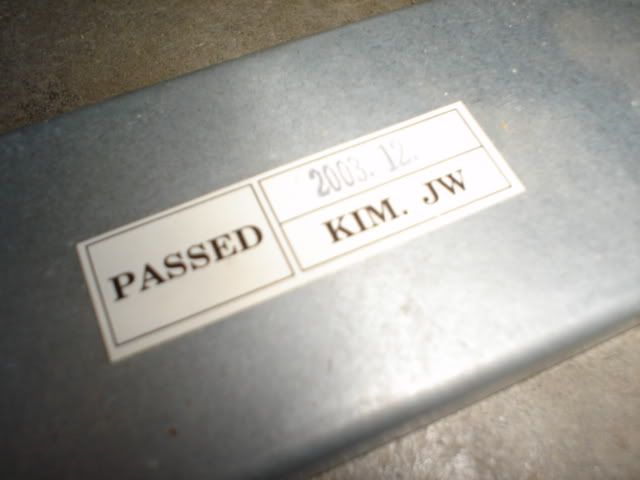 PASSED
2003. 12.
KIM. JW